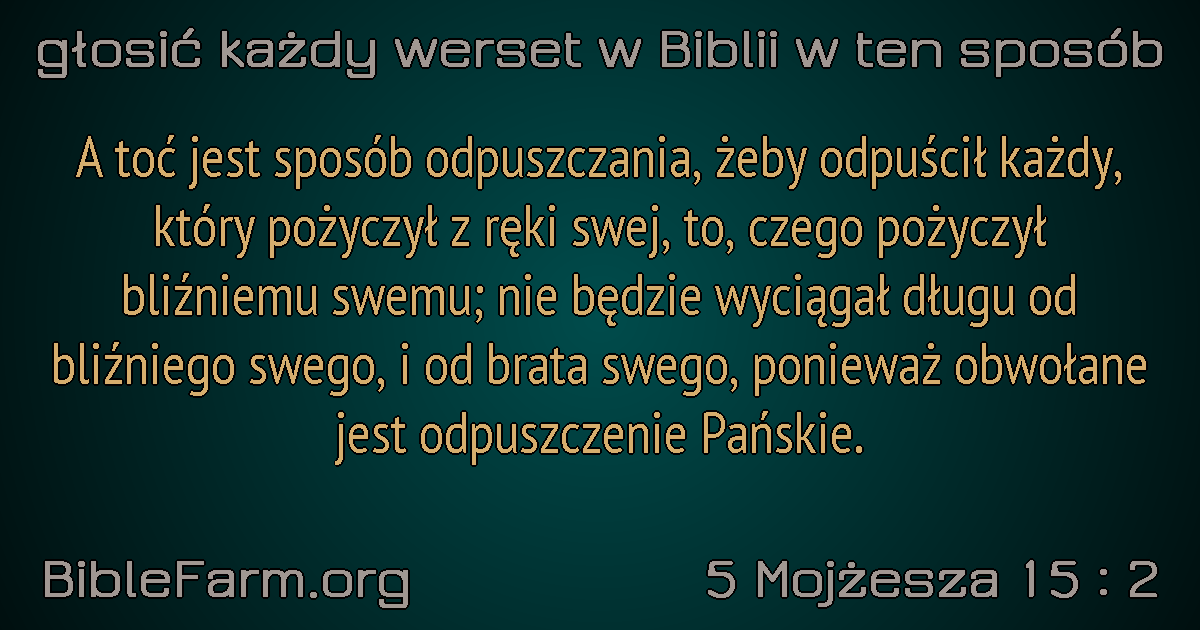 głosić każdy werset w Biblii w ten sposób
A toć jest sposób odpuszczania, żeby odpuścił każdy,
który pożyczył z ręki swej, to, czego pożyczył
bliźniemu swemu; nie będzie wyciągał długu od
bliźniego swego, i od brata swego, ponieważ obwołane
jest odpuszczenie Pańskie.
BibleFarm.org
5 Mojżesza 15 : 2